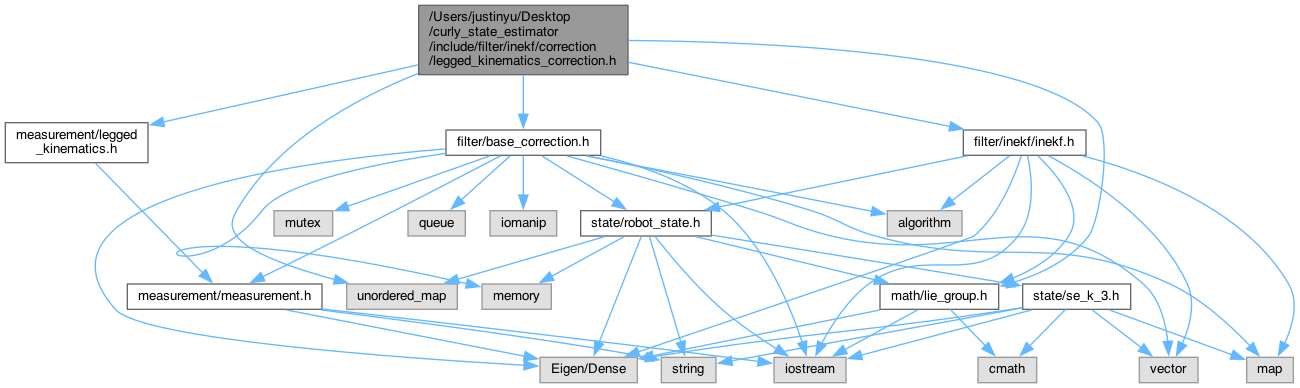 /Users/justinyu/Desktop
/curly_state_estimator
/include/filter/inekf/correction
/legged_kinematics_correction.h
measurement/legged
_kinematics.h
filter/base_correction.h
filter/inekf/inekf.h
mutex
queue
iomanip
state/robot_state.h
algorithm
measurement/measurement.h
unordered_map
memory
math/lie_group.h
state/se_k_3.h
Eigen/Dense
string
iostream
cmath
vector
map